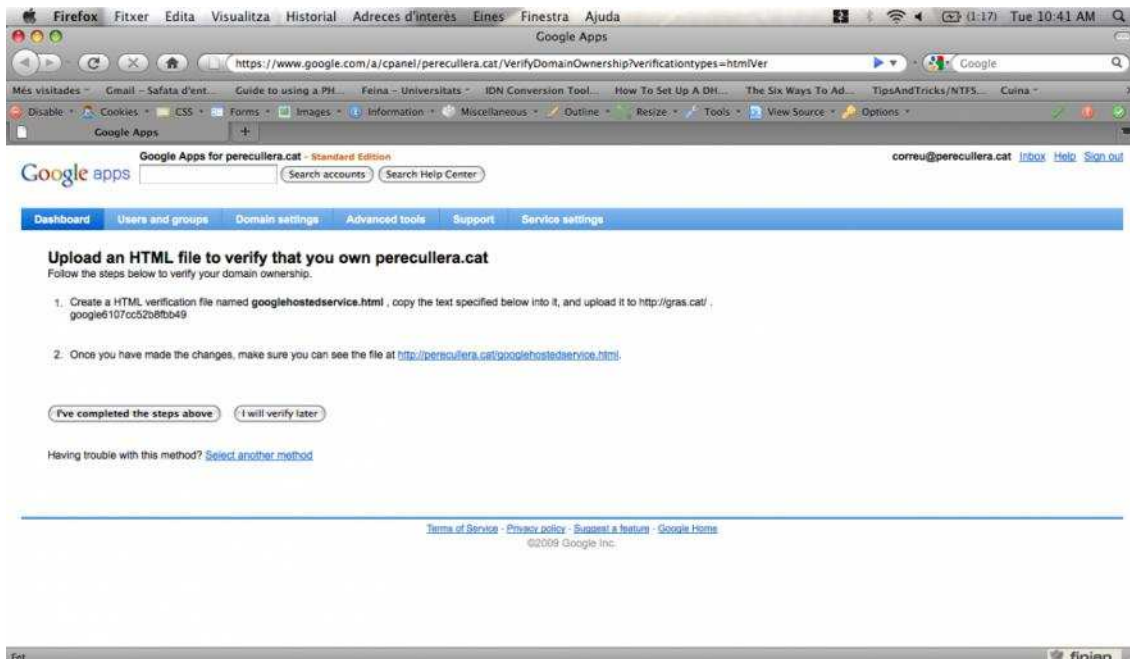 Firefox Fitxer Edita Visualitza Historial Adreces d'interès Eines Finestra Ajuda (1:17) Tue 10:41 AM
Google Apps
https://www.google.com/a/cpanel/perecullera.cat/VerifyDomainOwnership?verificationtypes=htmlVer Google
Més visitades Gmail – Safata d'ent... Guide to using a PH... Feina – Universitats IDN Conversion Tool... How To Set Up A DH... The Six Ways To Ad... TipsAndTricks/NTFS... Cuina
Disable Cookies CSS Forms Images Information Miscellaneous Outline Resize Tools View Source Options
Google Apps +
Google Apps for perecullera.cat - Standard Edition correu@perecullera.cat Inbox Help Sign out
Google apps Search accounts Search Help Center
Dashboard Users and groups Domain settings Advanced tools Support Service settings
Upload an HTML file to verify that you own perecullera.cat
Follow the steps below to verify your domain ownership.
1. Create a HTML verification file named googlehostedservice.html , copy the text specified below into it, and upload it to http://gras.cat/ .
google6107cc52b8fbb49
2. Once you have made the changes, make sure you can see the file at http://perecullera.cat/googlehostedservice.html.
I've completed the steps above I will verify later
Having trouble with this method? Select another method
Terms of Service - Privacy policy - Suggest a feature - Google Home
©2009 Google Inc.
Fet